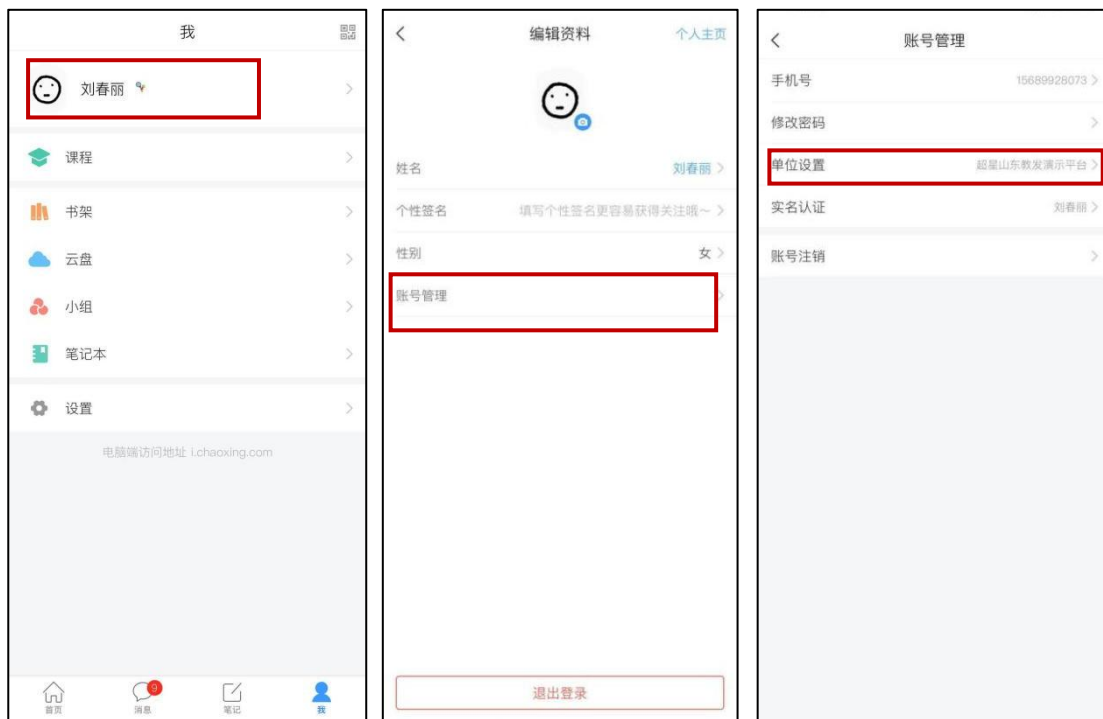 我
刘春丽
课程
书架
云盘
小组
笔记本
设置
电脑端访问地址 i.chaoxing.com
首页
9
消息
笔记
我
编辑资料
个人主页
姓名
刘春丽
个性签名
填写个性签名更容易获得关注哦~
性别
女
账号管理
退出登录
账号管理
手机号
15689928073
修改密码
单位设置
超星山东教发演示平台
实名认证
刘春丽
账号注销